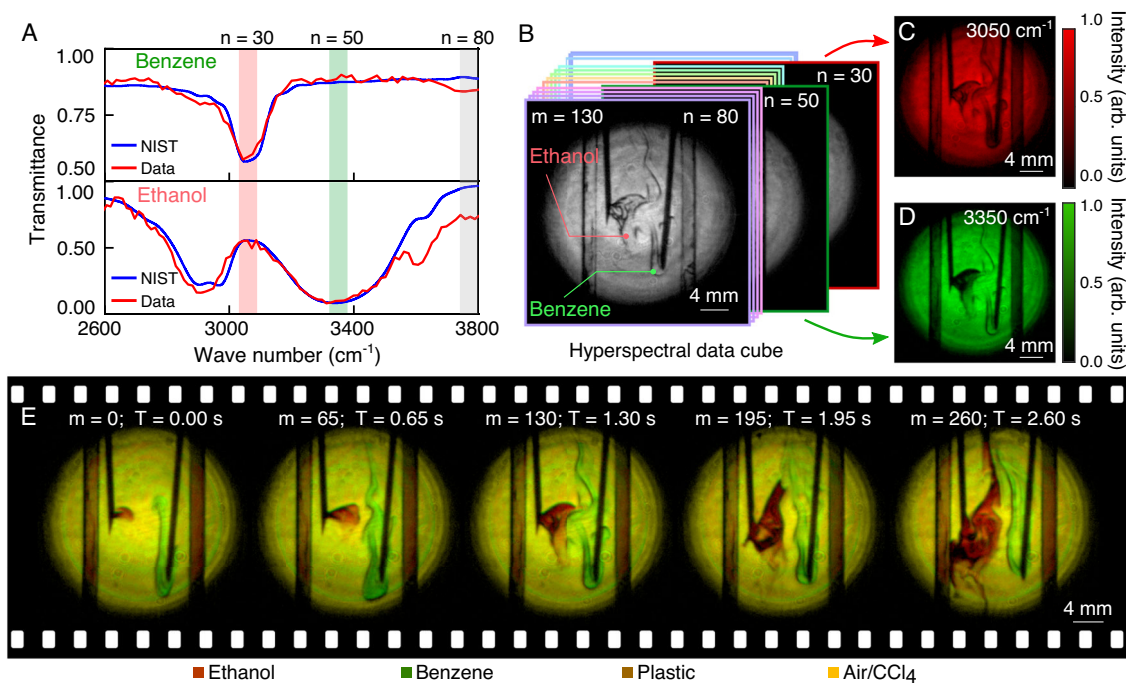 A
n = 30
n = 50
n = 80
1.00
Benzene
0.75
NIST
Data
0.50
1.00
Ethanol
0.50
NIST
Data
0.00
Transmittance
2600
3000
3400
3800
Wave number (cm-1)
B
n = 30
n = 50
m = 130
n = 80
Ethanol
Benzene
4 mm
Hyperspectral data cube
C
3050 cm-1
4 mm
1.0
0.0
Intensity (arb. units)
D
3350 cm-1
4 mm
1.0
0.0
Intensity (arb. units)
E
m = 0; T = 0.00 s
m = 65; T = 0.65 s
m = 130; T = 1.30 s
m = 195; T = 1.95 s
m = 260; T = 2.60 s
4 mm
Ethanol
Benzene
Plastic
Air/CCl4